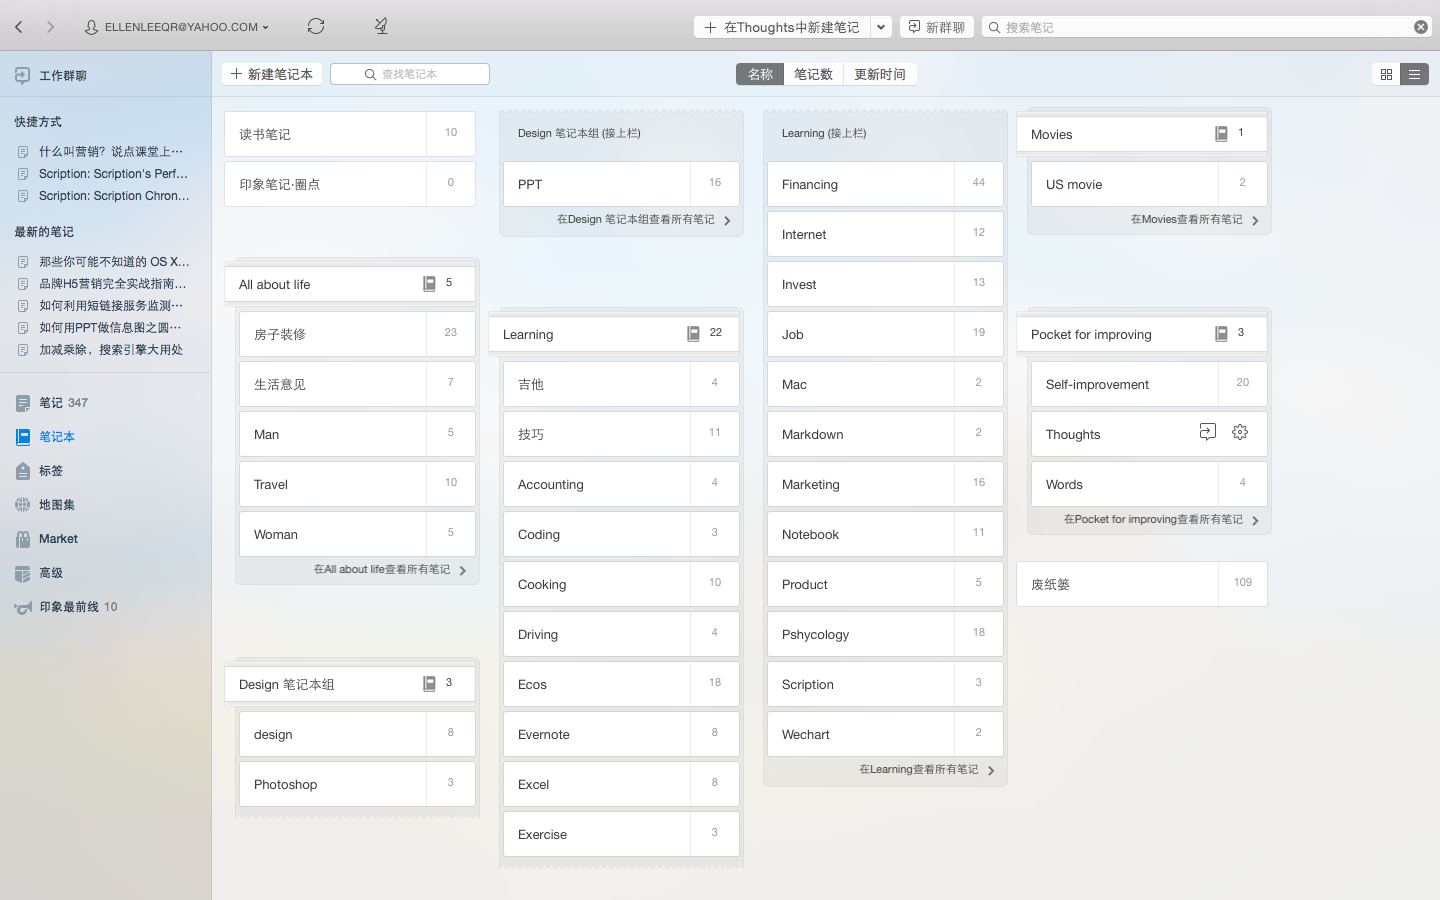 ELLENLEEQR@YAHOO.COM
在Thoughts中新建笔记
新群聊
搜索笔记
工作群聊
快捷方式
什么叫营销？说点课堂上…
Scription: Scription's Perf…
Scription: Scription Chron…
最新的笔记
那些你可能不知道的 OS X…
品牌H5营销完全实战指南…
如何利用短链接服务监测…
如何用PPT做信息图之圆…
加减乘除，搜索引擎大用处
笔记 347
笔记本
标签
地图集
Market
高级
印象最前线 10
新建笔记本
查找笔记本
名称
笔记数
更新时间
读书笔记 10
印象笔记·圈点 0
All about life 5
房子装修 23
生活意见 7
Man 5
Travel 10
Woman 5
在All about life查看所有笔记
Design 笔记本组 3
design 8
Photoshop 3
Design 笔记本组 (接上栏)
PPT 16
在Design 笔记本组查看所有笔记
Learning 22
吉他 4
技巧 11
Accounting 4
Coding 3
Cooking 10
Driving 4
Ecos 18
Evernote 8
Excel 8
Exercise 3
Learning (接上栏)
Financing 44
Internet 12
Invest 13
Job 19
Mac 2
Markdown 2
Marketing 16
Notebook 11
Product 5
Pshycology 18
Scription 3
Wechart 2
在Learning查看所有笔记
Movies 1
US movie 2
在Movies查看所有笔记
Pocket for improving 3
Self-improvement 20
Thoughts
Words 4
在Pocket for improving查看所有笔记
废纸篓 109